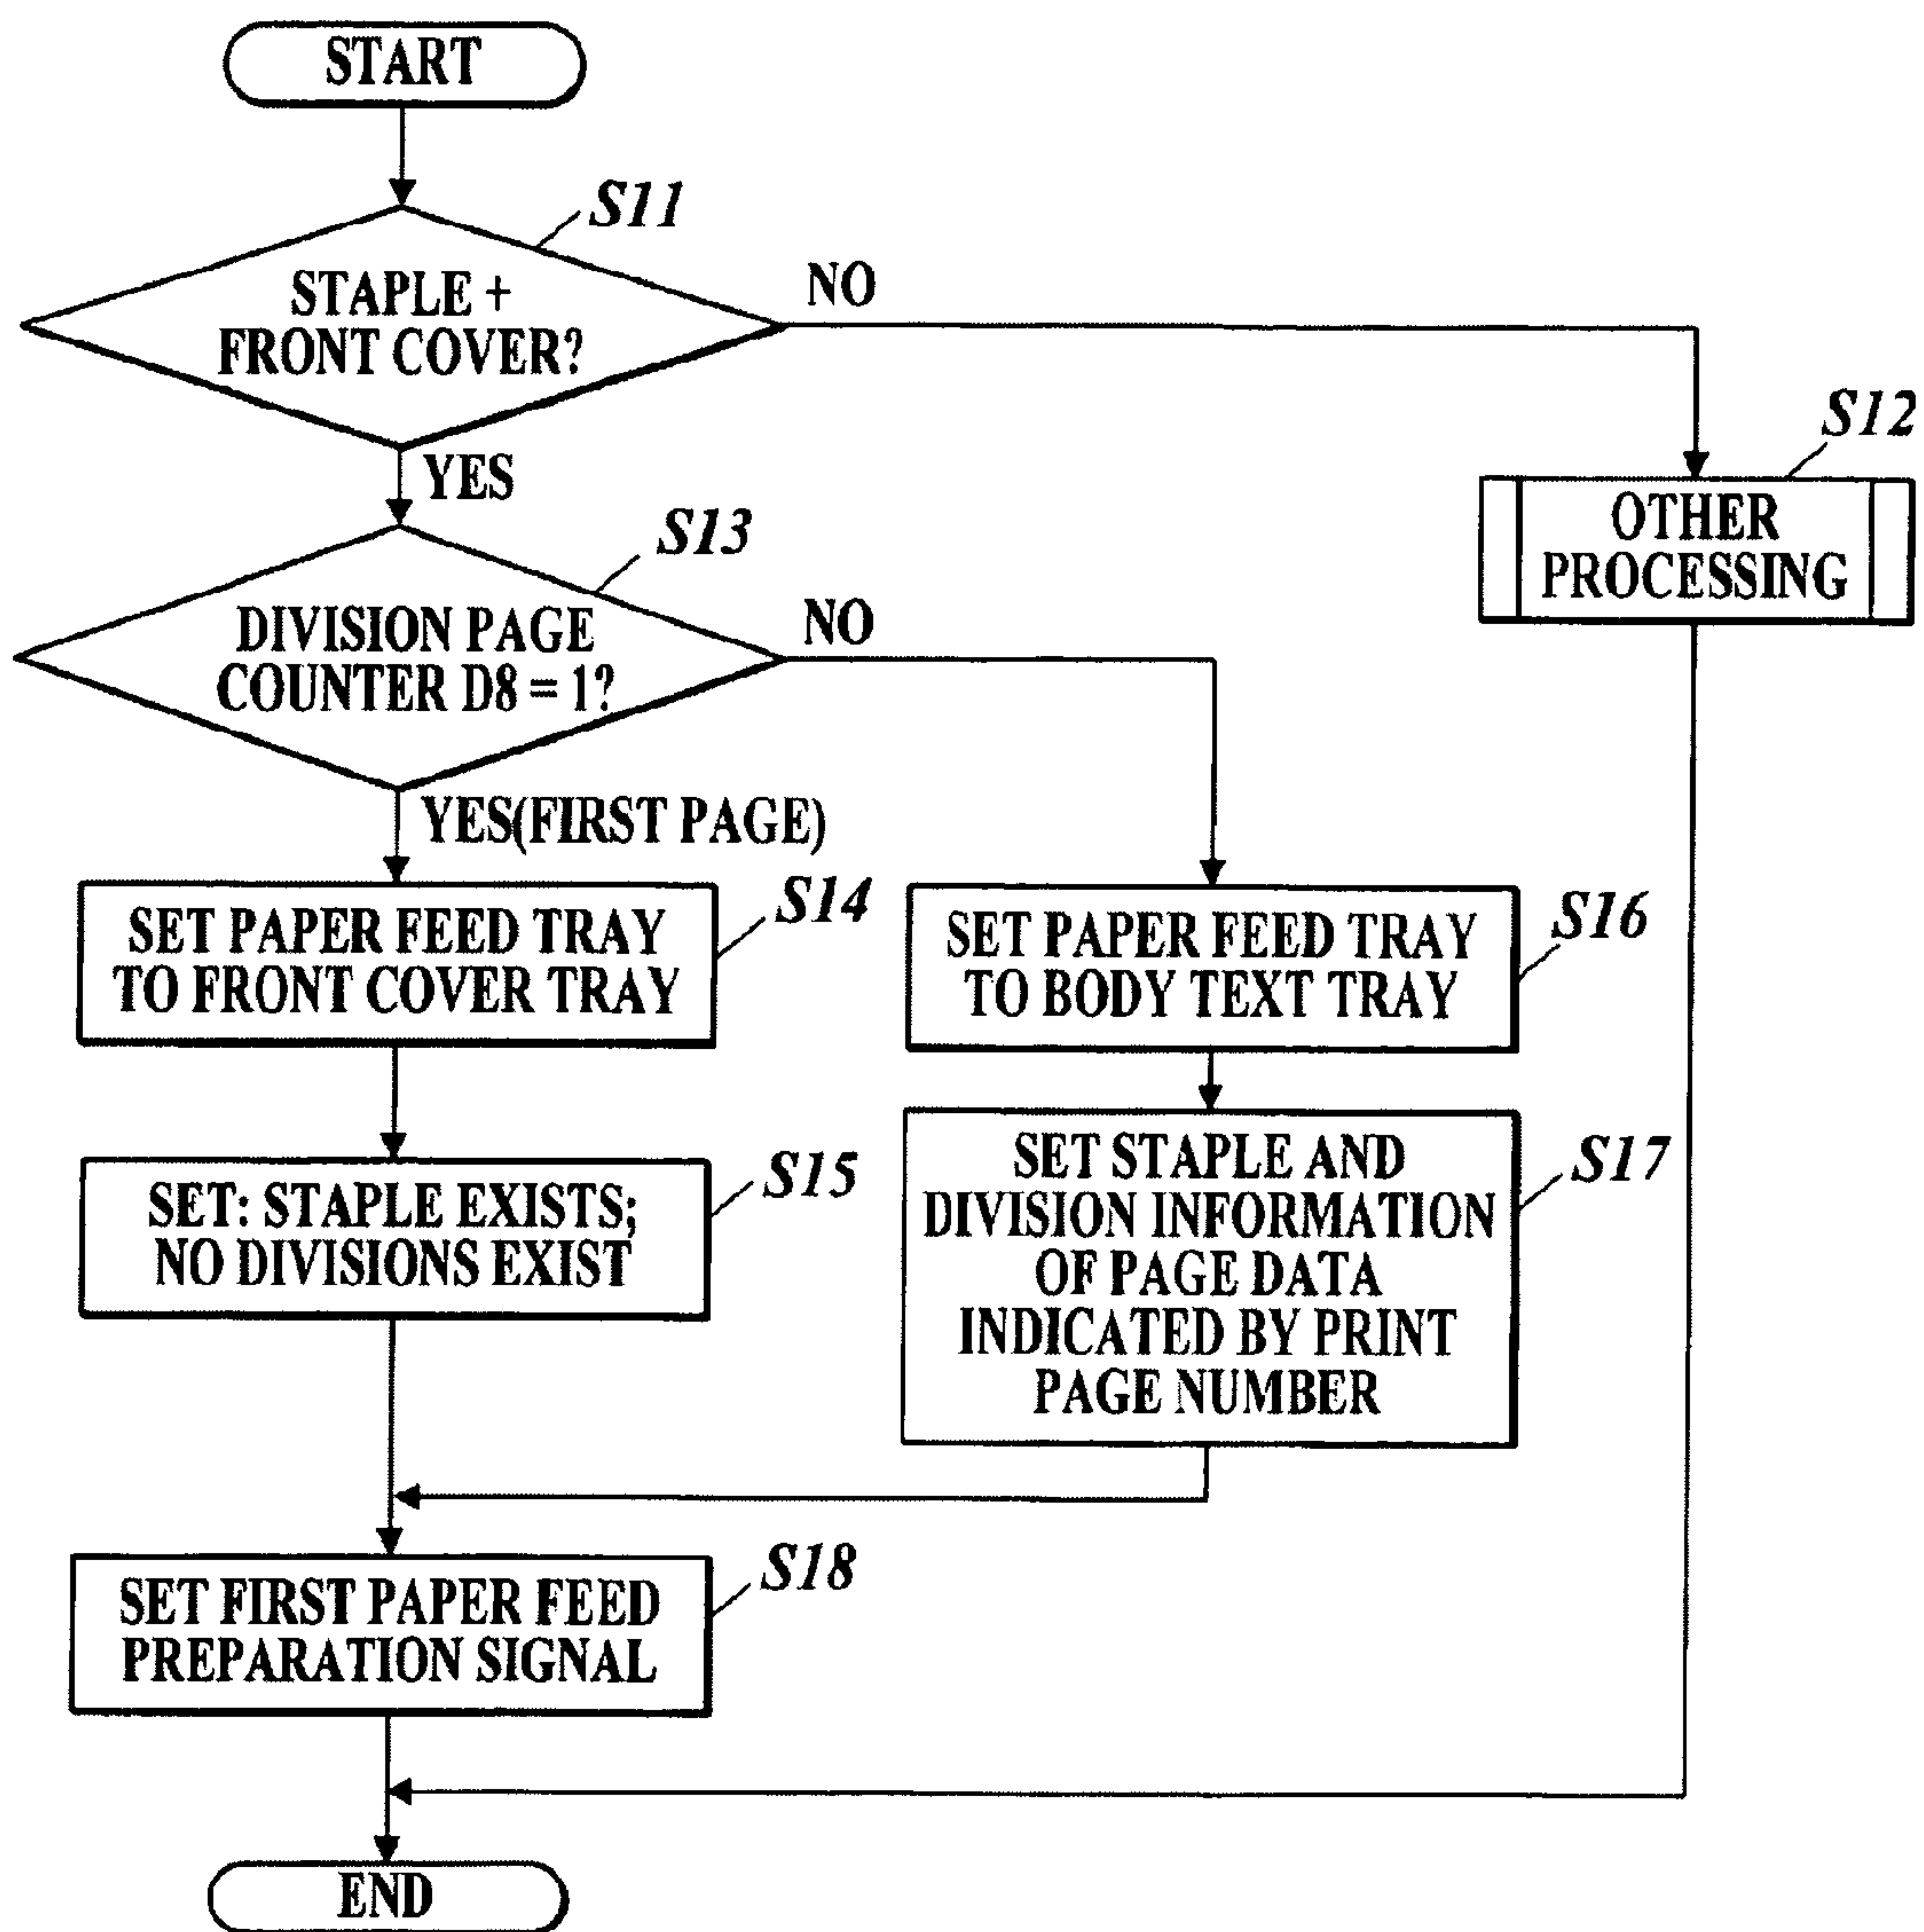 START
S11
STAPLE +
FRONT COVER?
NO
YES
S12
OTHER
PROCESSING
S13
DIVISION PAGE
COUNTER D8 = 1?
NO
YES(FIRST PAGE)
S14
SET PAPER FEED TRAY
TO FRONT COVER TRAY
S16
SET PAPER FEED TRAY
TO BODY TEXT TRAY
S15
SET: STAPLE EXISTS;
NO DIVISIONS EXIST
S17
SET STAPLE AND
DIVISION INFORMATION
OF PAGE DATA
INDICATED BY PRINT
PAGE NUMBER
S18
SET FIRST PAPER FEED
PREPARATION SIGNAL
END